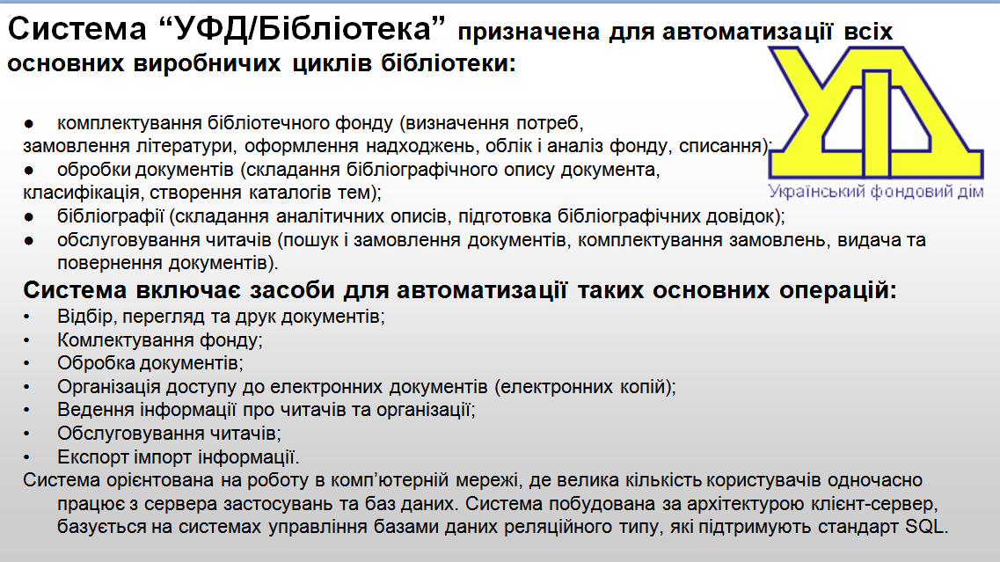 Система “УФД/Бібліотека” призначена для автоматизації всіх
основних виробничих циклів бібліотеки:
● комплектування бібліотечного фонду (визначення потреб,
замовлення літератури, оформлення надходжень, облік і аналіз фонду, списання);
● обробки документів (складання бібліографічного опису документа,
класифікація, створення каталогів тем);
● бібліографії (складання аналітичних описів, підготовка бібліографічних довідок);
● обслуговування читачів (пошук і замовлення документів, комплектування замовлень, видача та
повернення документів).
УФД
Український фондовий дім
Система включає засоби для автоматизації таких основних операцій:
• Відбір, перегляд та друк документів;
• Комлектування фонду;
• Обробка документів;
• Організація доступу до електронних документів (електронних копій);
• Ведення інформації про читачів та організації;
• Обслуговування читачів;
• Експорт імпорт інформації.
Система орієнтована на роботу в комп’ютерній мережі, де велика кількість користувачів одночасно
працює з сервера застосувань та баз даних. Система побудована за архітектурою клієнт-сервер,
базується на системах управління базами даних реляційного типу, які підтримують стандарт SQL.